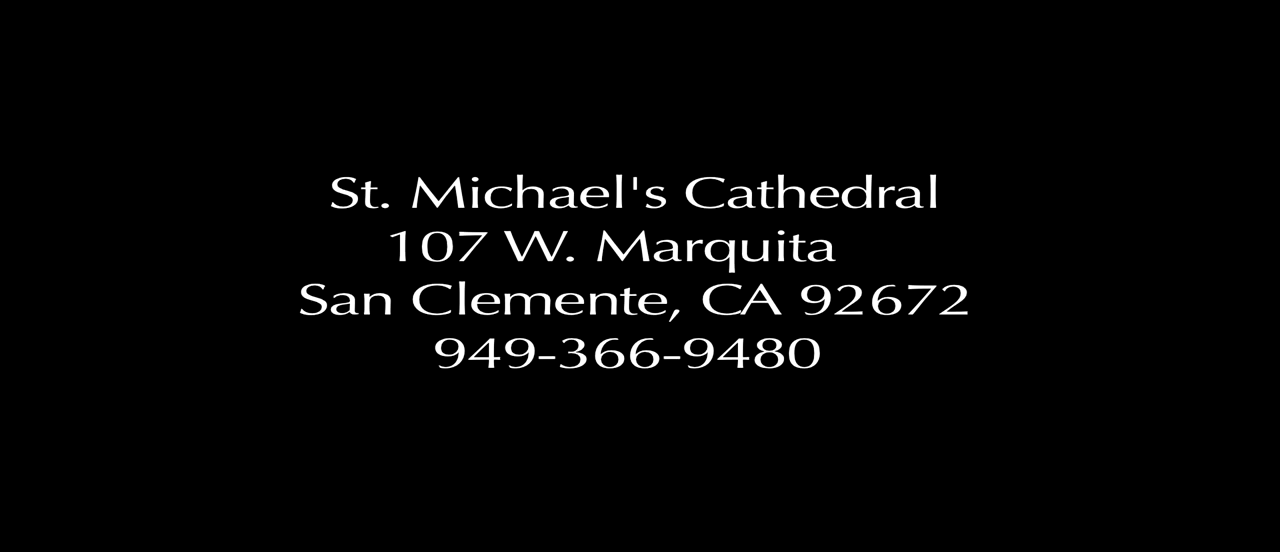 St. Michael's Cathedral
107 W. Marquita
San Clemente, CA 92672
949-366-9480